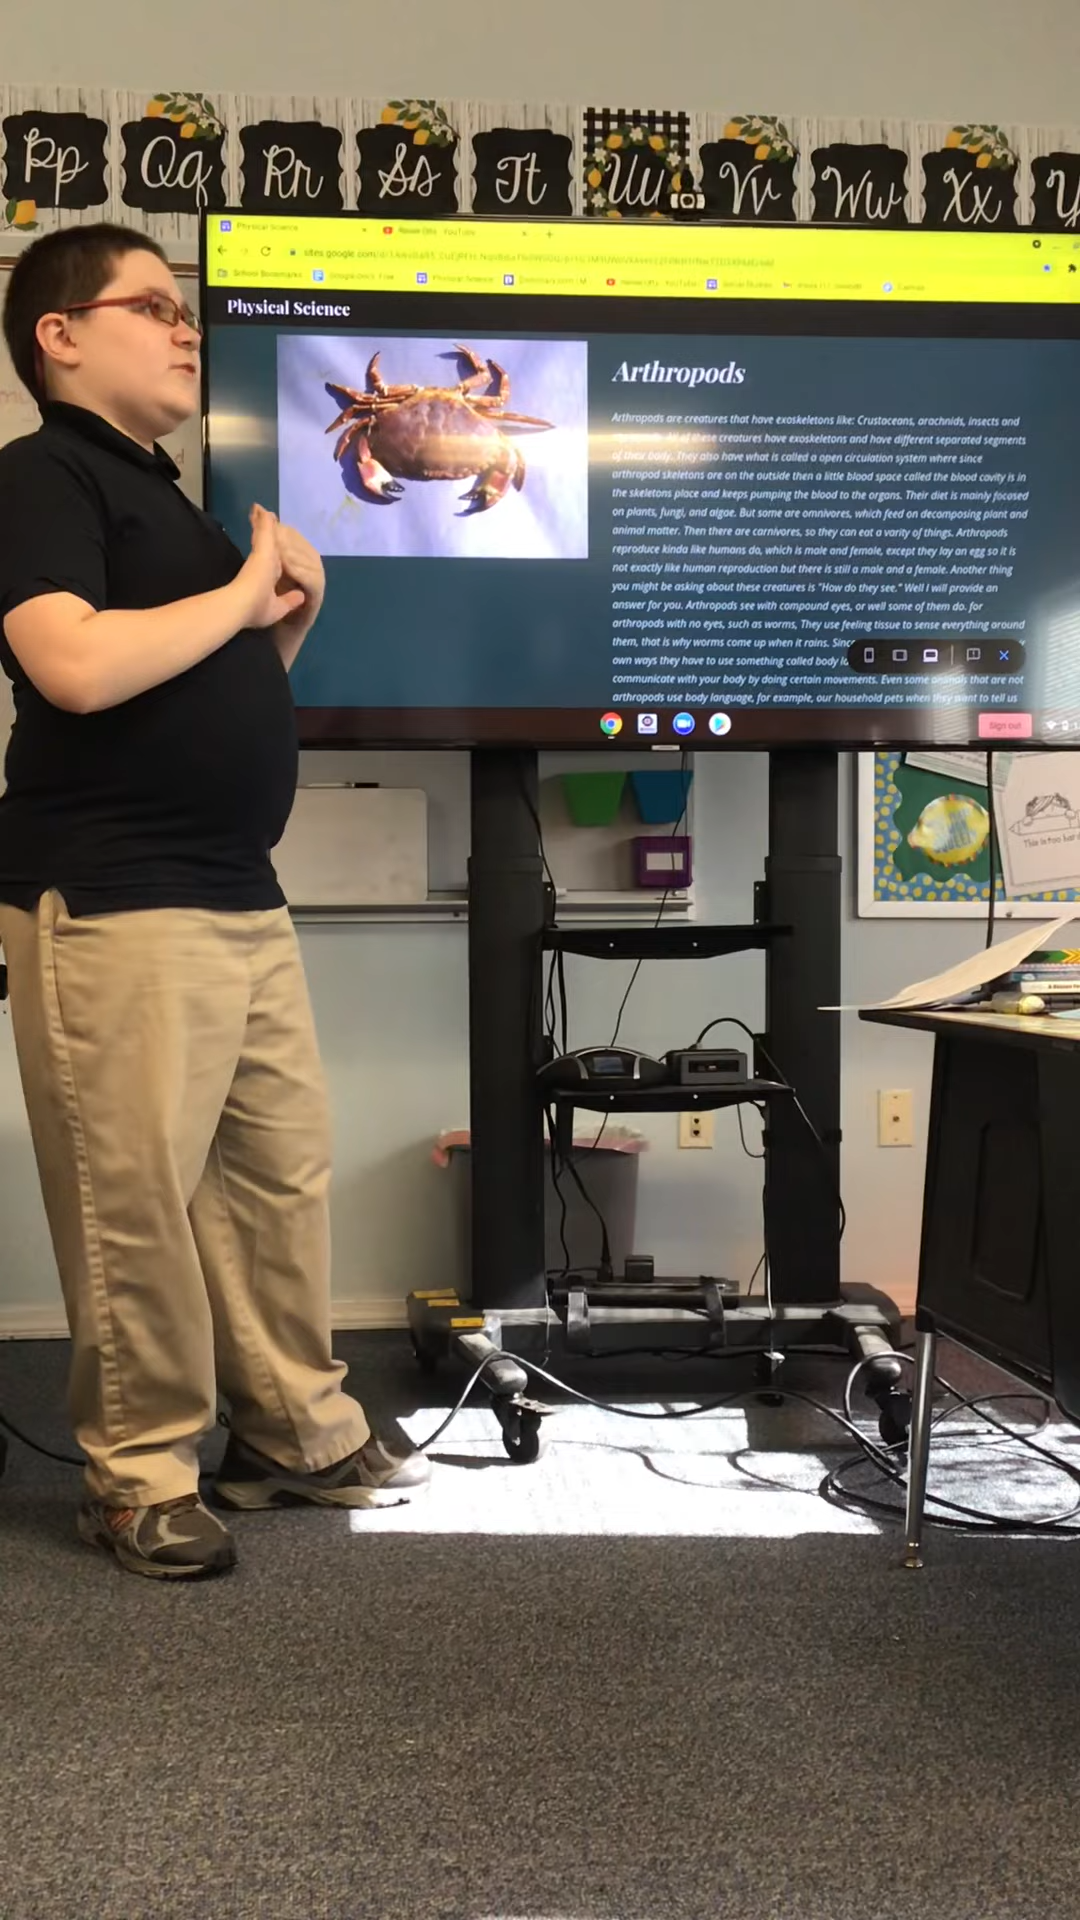 Pp Qq Rr Ss Tt Uu Vv Ww Xx
Physical Science
sites.google.com
School Bookmarks
Physical Science
Physical Science
Arthropods
Arthropods are creatures that have exoskeletons like: Crustaceans, arachnids, insects and
All of these creatures have exoskeletons and have different separated segments
of their body. They also have what is called a open circulation system where since
arthropod skeletons are on the outside then a little blood space called the blood cavity is in
the skeletons place and keeps pumping the blood to the organs. Their diet is mainly focused
on plants, fungi, and algae. But some are omnivores, which feed on decomposing plant and
animal matter. Then there are carnivores, so they can eat a varity of things. Arthropods
reproduce kinda like humans do, which is male and female, except they lay an egg so it is
not exactly like human reproduction but there is still a male and a female. Another thing
you might be asking about these creatures is "How do they see." Well I will provide an
answer for you. Arthropods see with compound eyes, or well some of them do. for
arthropods with no eyes, such as worms, They use feeling tissue to sense everything around
them, that is why worms come up when it rains. Sinc
own ways they have to use something called body la
communicate with your body by doing certain movements. Even some animals that are not
arthropods use body language, for example, our household pets when they want to tell us
Sign out